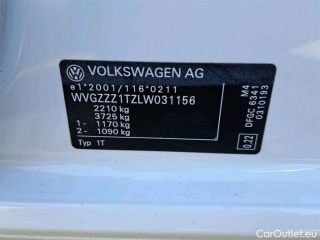 VOLKSWAGEN AG
e1*2001/116*0211
WVGZZZ1TZLW031156
2210 kg
3725 kg
1- 1170 kg
2- 1090 kg
Typ 1T
M4
DFGC 6341
0310193
0.22
CarOutlet.eu